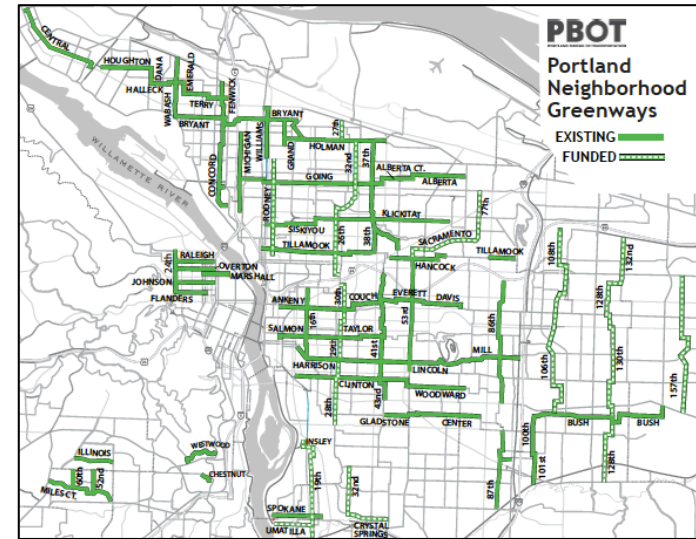 PBOT
Portland
Neighborhood
Greenways
EXISTING
FUNDED
CENTRAL
HOUGHTON
DANA
EMERALD
HALLECK
WABASH
TERRY
FENWICK
BRYANT
BRYANT
CONCORD
MICHIGAN
WILLIAMS
GRAND
27th
HOLMAN
32nd
37th
ALBERTA CT.
ALBERTA
GOING
RODNEY
KLICKITAT
77th
SISKIYOU
26th
38th
SACRAMENTO
TILLAMOOK
TILLAMOOK
HANCOCK
WILLAMETTE RIVER
RALEIGH
24th
OVERTON
MARSHALL
JOHNSON
FLANDERS
ANKENY
30th
COUCH
EVERETT
DAVIS
16th
53rd
86th
SALMON
TAYLOR
29th
41st
MILL
HARRISON
LINCOLN
CLINTON
WOODWARD
28th
43rd
GLADSTONE
CENTER
108th
132nd
128th
106th
130th
157th
100th
BUSH
BUSH
101st
128th
87th
INSLEY
19th
32nd
WESTWOOD
CHESTNUT
ILLINOIS
60th
52nd
MILES CT.
SPOKANE
UMATILLA
CRYSTAL
SPRINGS